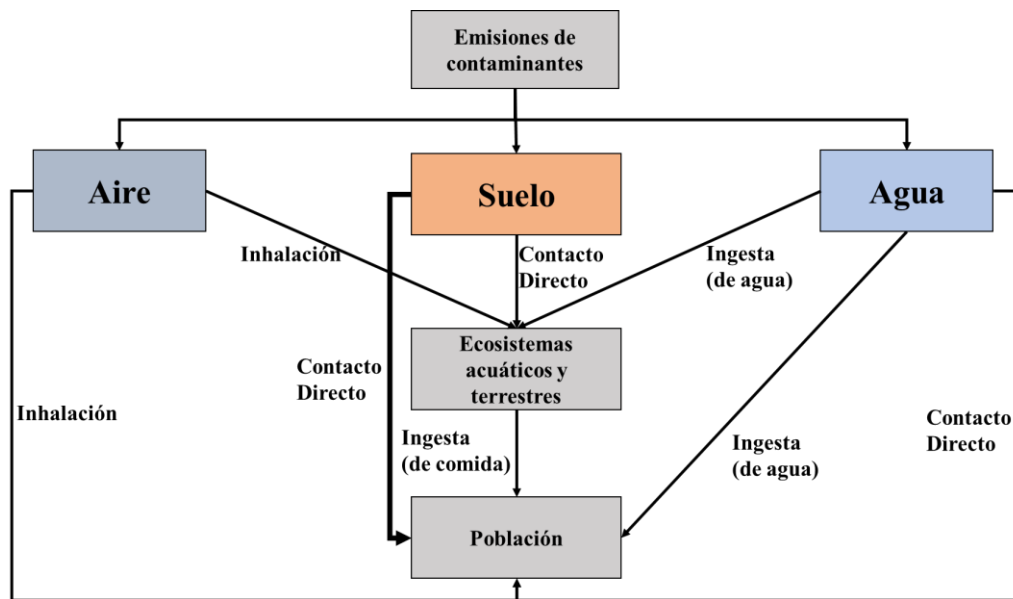 Emisiones de
contaminantes
Aire
Suelo
Agua
Inhalación
Contacto
Directo
Ingesta
(de agua)
Ecosistemas
acuáticos y
terrestres
Contacto
Directo
Inhalación
Ingesta
(de comida)
Ingesta
(de agua)
Contacto
Directo
Población